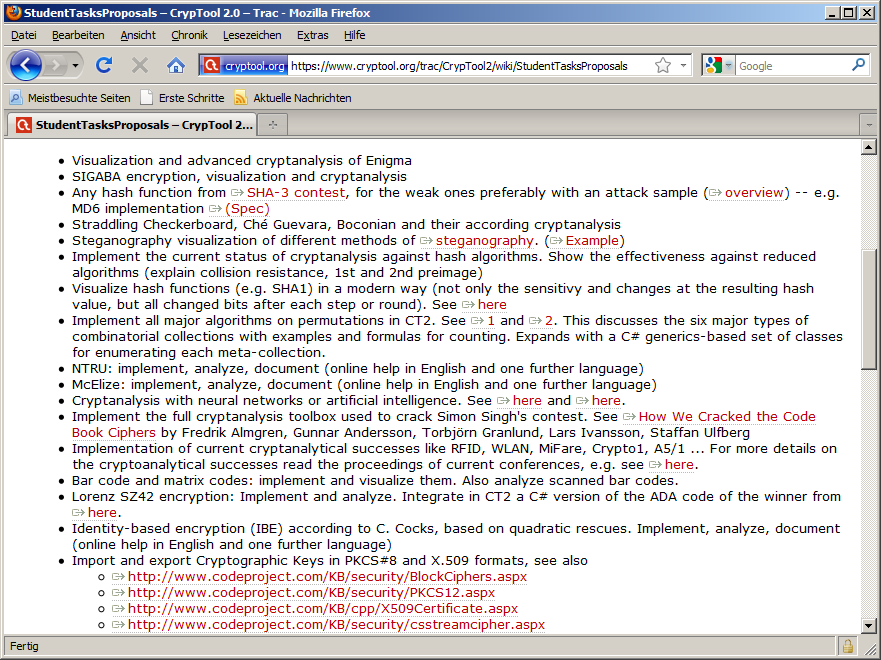 StudentTasksProposals – CrypTool 2.0 – Trac - Mozilla Firefox
Datei Bearbeiten Ansicht Chronik Lesezeichen Extras Hilfe
cryptool.org https://www.cryptool.org/trac/CrypTool2/wiki/StudentTasksProposals Google
Meistbesuchte Seiten Erste Schritte Aktuelle Nachrichten
StudentTasksProposals – CrypTool 2...
• Visualization and advanced cryptanalysis of Enigma
• SIGABA encryption, visualization and cryptanalysis
• Any hash function from SHA-3 contest, for the weak ones preferably with an attack sample (overview) -- e.g.
MD6 implementation (Spec)
• Straddling Checkerboard, Ché Guevara, Boconian and their according cryptanalysis
• Steganography visualization of different methods of steganography. (Example)
• Implement the current status of cryptanalysis against hash algorithms. Show the effectiveness against reduced
algorithms (explain collision resistance, 1st and 2nd preimage)
• Visualize hash functions (e.g. SHA1) in a modern way (not only the sensitivy and changes at the resulting hash
value, but all changed bits after each step or round). See here
• Implement all major algorithms on permutations in CT2. See 1 and 2. This discusses the six major types of
combinatorial collections with examples and formulas for counting. Expands with a C# generics-based set of classes
for enumerating each meta-collection.
• NTRU: implement, analyze, document (online help in English and one further language)
• McElize: implement, analyze, document (online help in English and one further language)
• Cryptanalysis with neural networks or artificial intelligence. See here and here.
• Implement the full cryptanalysis toolbox used to crack Simon Singh's contest. See How We Cracked the Code
Book Ciphers by Fredrik Almgren, Gunnar Andersson, Torbjörn Granlund, Lars Ivansson, Staffan Ulfberg
• Implementation of current cryptanalytical successes like RFID, WLAN, MiFare, Crypto1, A5/1 ... For more details on
the cryptoanalytical successes read the proceedings of current conferences, e.g. see here.
• Bar code and matrix codes: implement and visualize them. Also analyze scanned bar codes.
• Lorenz SZ42 encryption: Implement and analyze. Integrate in CT2 a C# version of the ADA code of the winner from
here.
• Identity-based encryption (IBE) according to C. Cocks, based on quadratic rescues. Implement, analyze, document
(online help in English and one further language)
• Import and export Cryptographic Keys in PKCS#8 and X.509 formats, see also
http://www.codeproject.com/KB/security/BlockCiphers.aspx
http://www.codeproject.com/KB/security/PKCS12.aspx
http://www.codeproject.com/KB/cpp/X509Certificate.aspx
http://www.codeproject.com/KB/security/csstreamcipher.aspx
Fertig